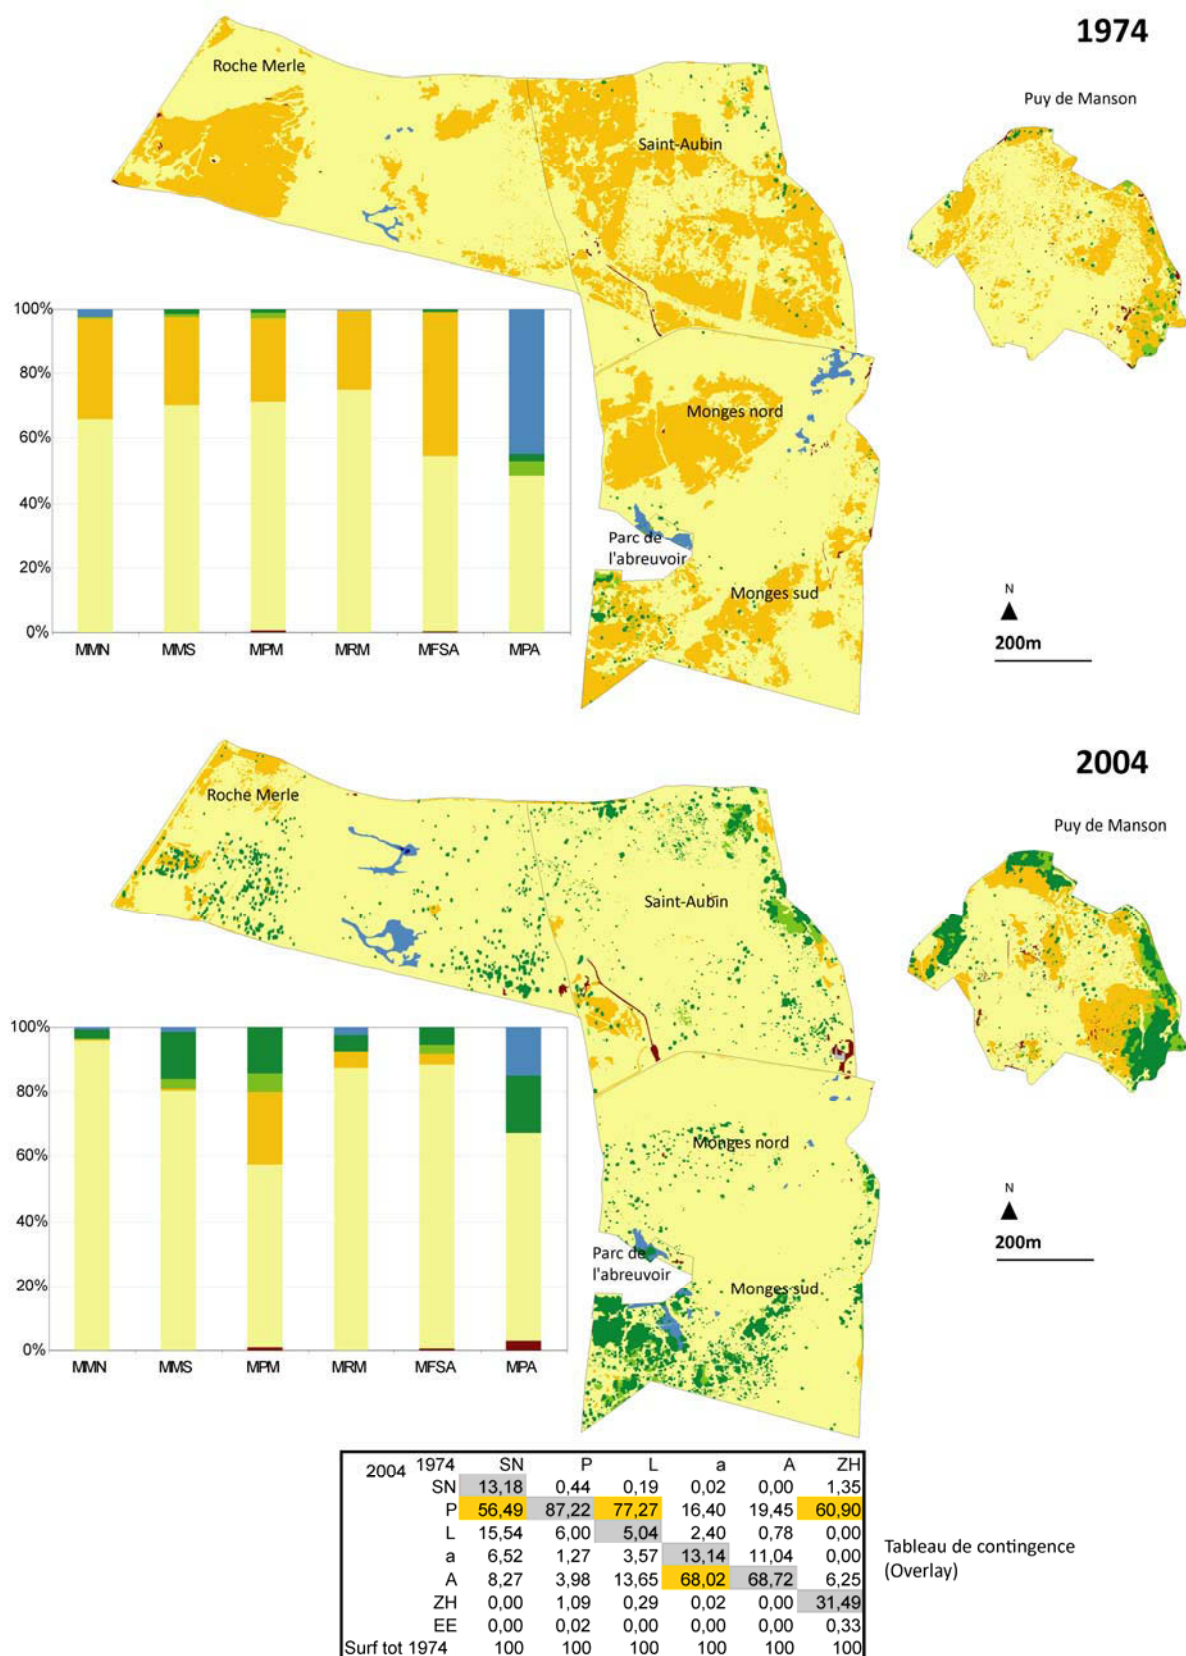 1974
Roche Merle
Puy de Manson
Saint-Aubin
100%
80%
60%
40%
20%
0%
MMN MMS MPM MRM MFSA MPA
Monges nord
Parc de
l'abreuvoir
Monges sud
N
200m
2004
Roche Merle
Puy de Manson
Saint-Aubin
100%
80%
60%
40%
20%
0%
MMN MMS MPM MRM MFSA MPA
Monges nord
Parc de
l'abreuvoir
Monges sud
N
200m
2004 1974 SN P L a A ZH
SN 13,18 0,44 0,19 0,02 0,00 1,35
P 56,49 87,22 77,27 16,40 19,45 60,90
L 15,54 6,00 5,04 2,40 0,78 0,00
a 6,52 1,27 3,57 13,14 11,04 0,00
A 8,27 3,98 13,65 68,02 68,72 6,25
ZH 0,00 1,09 0,29 0,02 0,00 31,49
EE 0,00 0,02 0,00 0,00 0,00 0,33
Surf tot 1974 100 100 100 100 100 100
Tableau de contingence
(Overlay)